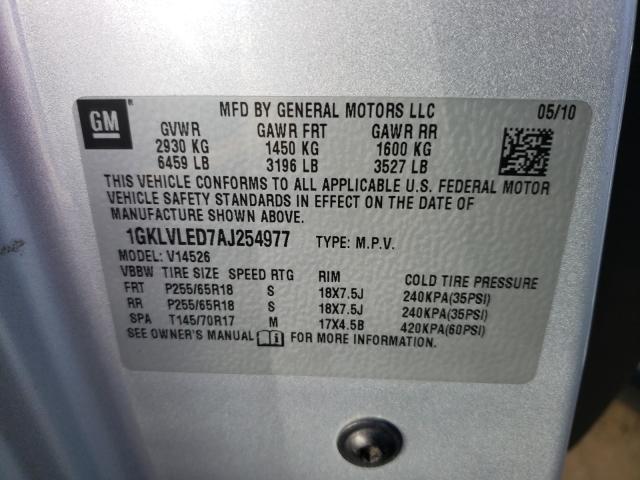 GM
MFD BY GENERAL MOTORS LLC 05/10
GVWR GAWR FRT GAWR RR
2930 KG 1450 KG 1600 KG
6459 LB 3196 LB 3527 LB
THIS VEHICLE CONFORMS TO ALL APPLICABLE U.S. FEDERAL MOTOR
VEHICLE SAFETY STANDARDS IN EFFECT ON THE DATE OF
MANUFACTURE SHOWN ABOVE.
1GKLVLED7AJ254977 TYPE: M.P.V.
MODEL: V14526
VBBW TIRE SIZE SPEED RTG RIM COLD TIRE PRESSURE
FRT P255/65R18 S 18X7.5J 240KPA(35PSI)
RR P255/65R18 S 18X7.5J 240KPA(35PSI)
SPA T145/70R17 M 17X4.5B 420KPA(60PSI)
SEE OWNER'S MANUAL FOR MORE INFORMATION.